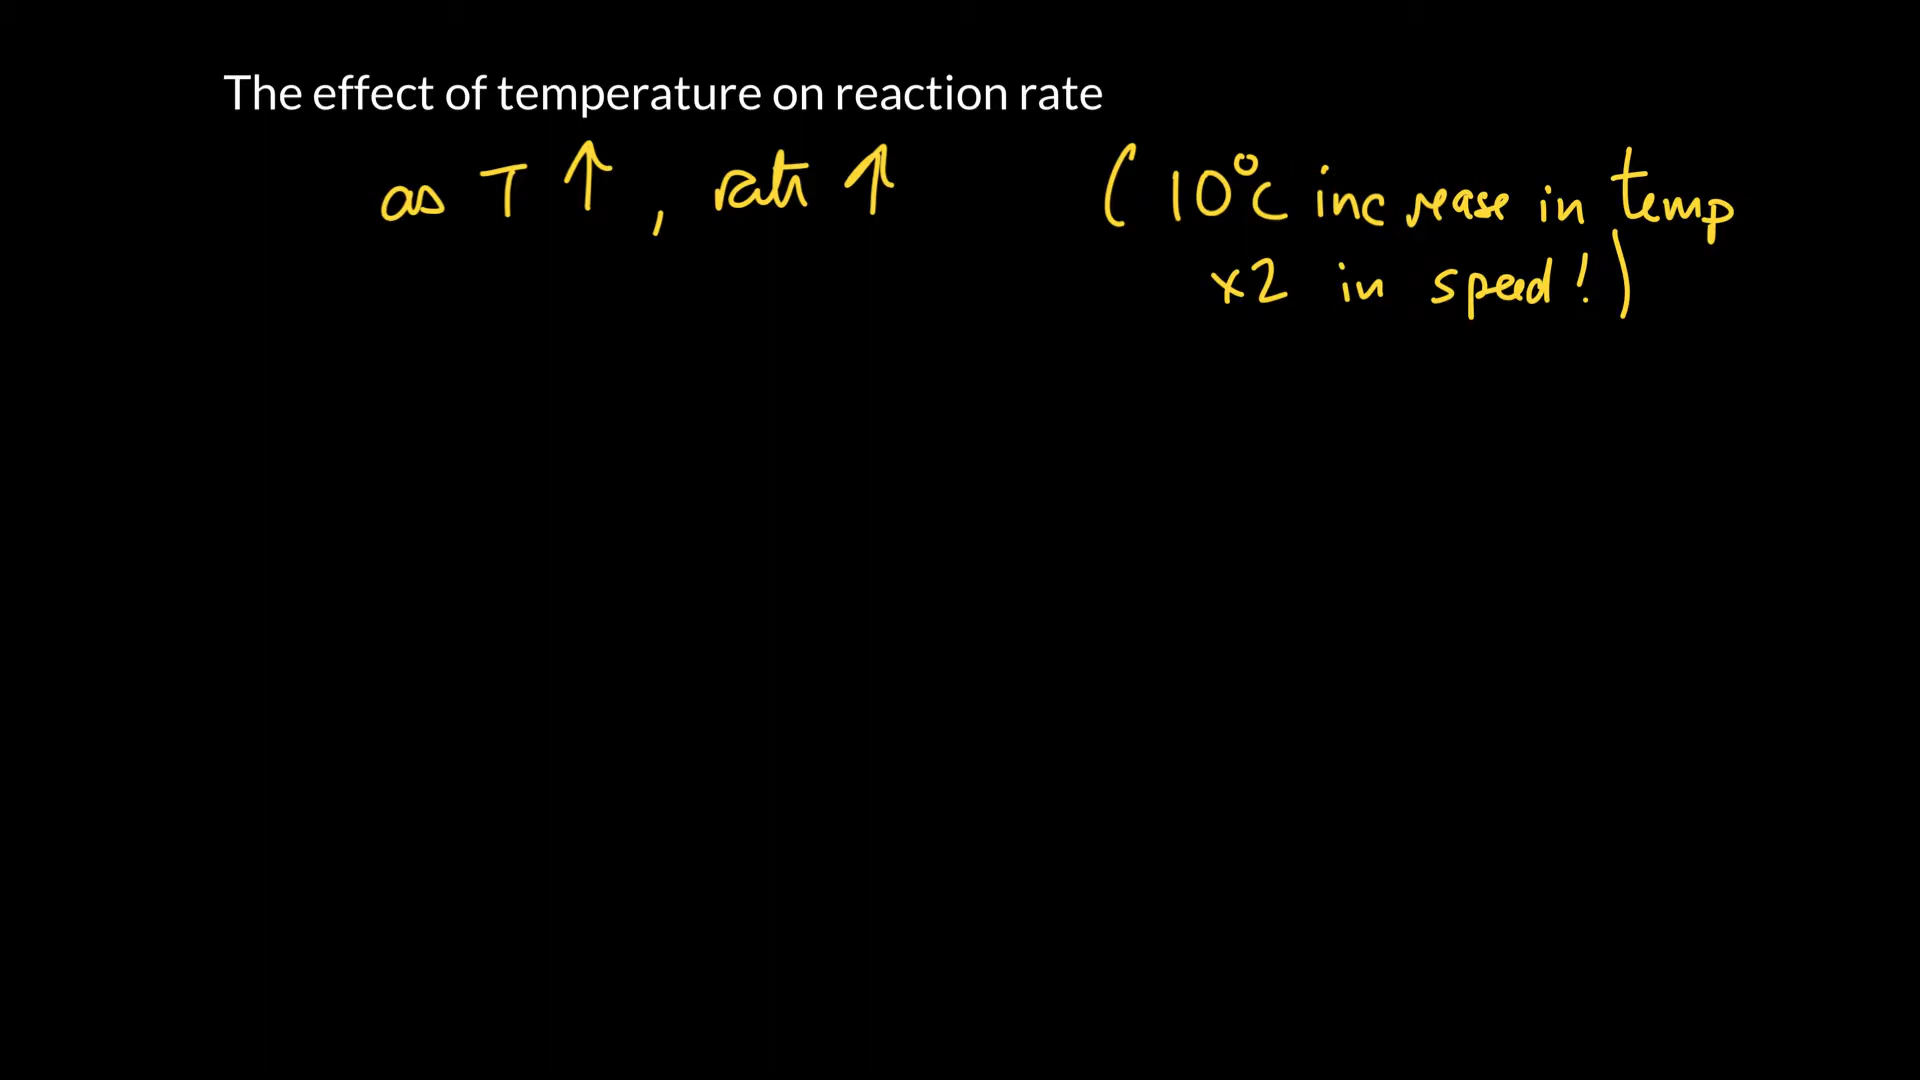 The effect of temperature on reaction rate
as T ↑, rate ↑ (10°C increase in temp
x2 in speed!)